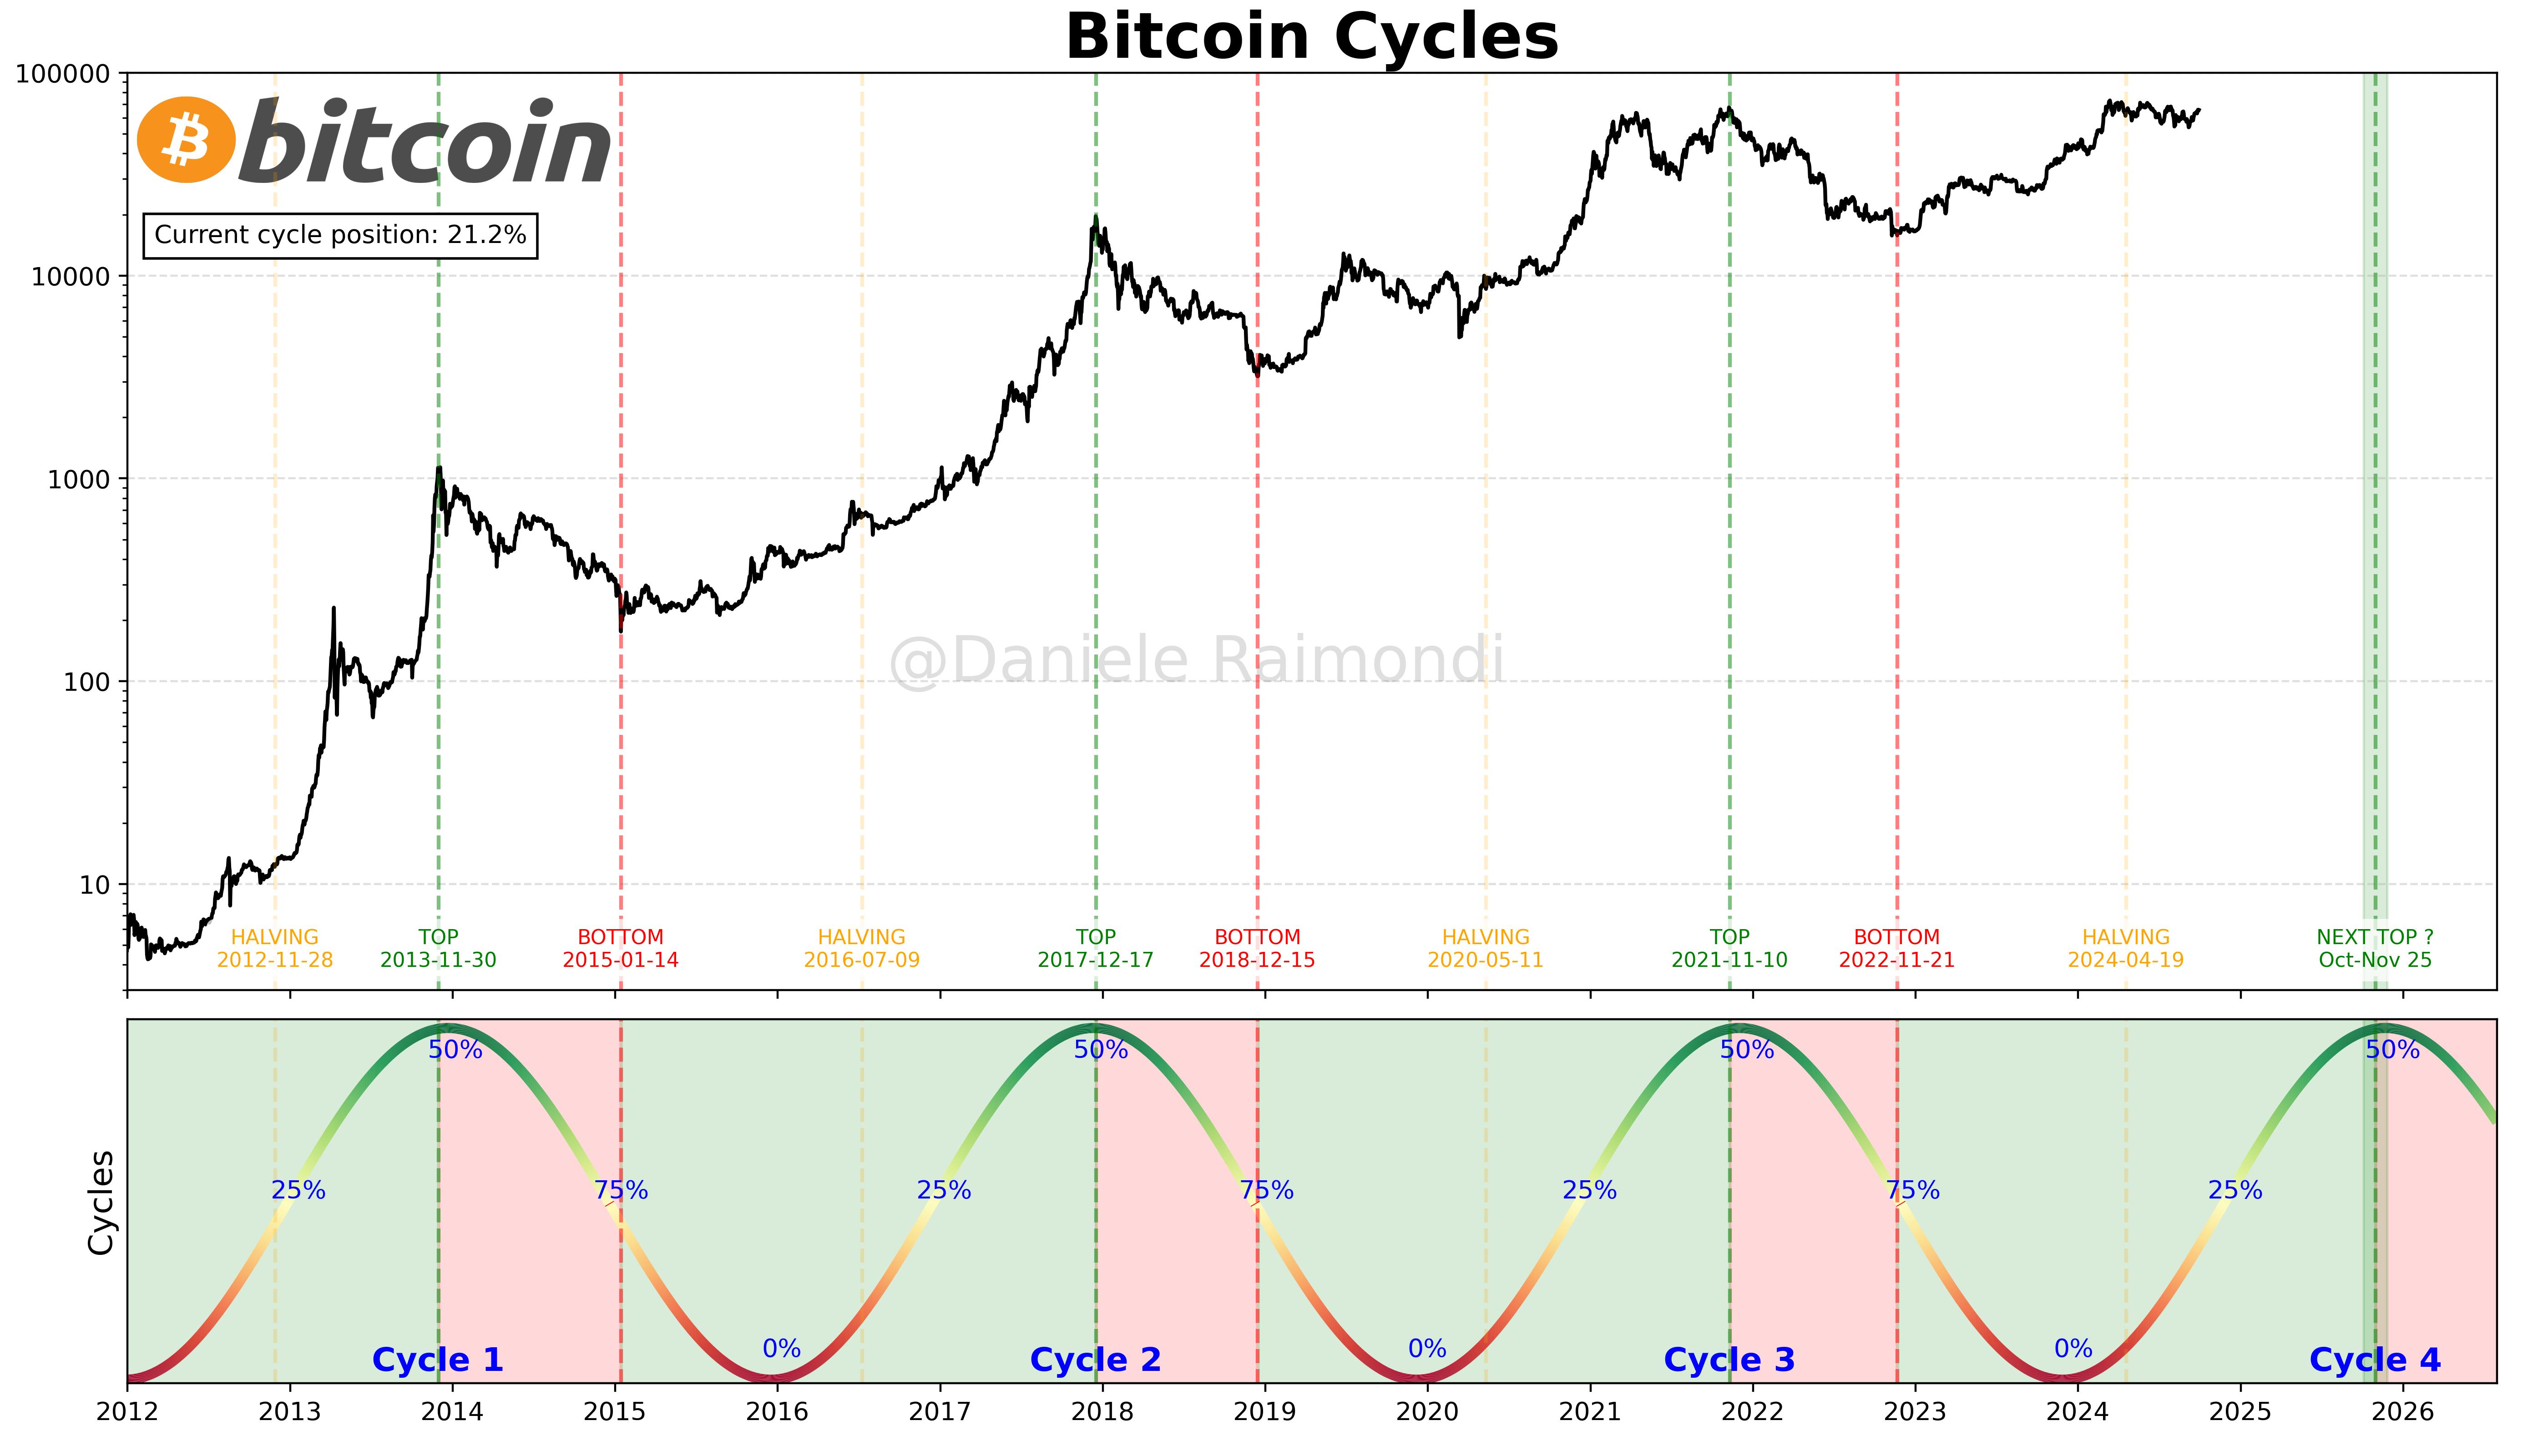 Bitcoin Cycles
100000
10000
1000
100
10
bitcoin
Current cycle position: 21.2%
@Daniele Raimondi
HALVING
2012-11-28
TOP
2013-11-30
BOTTOM
2015-01-14
HALVING
2016-07-09
TOP
2017-12-17
BOTTOM
2018-12-15
HALVING
2020-05-11
TOP
2021-11-10
BOTTOM
2022-11-21
HALVING
2024-04-19
NEXT TOP ?
Oct-Nov 25
Cycles
50%
50%
50%
50%
25%
75%
25%
75%
25%
75%
25%
0%
0%
0%
Cycle 1
Cycle 2
Cycle 3
Cycle 4
2012 2013 2014 2015 2016 2017 2018 2019 2020 2021 2022 2023 2024 2025 2026